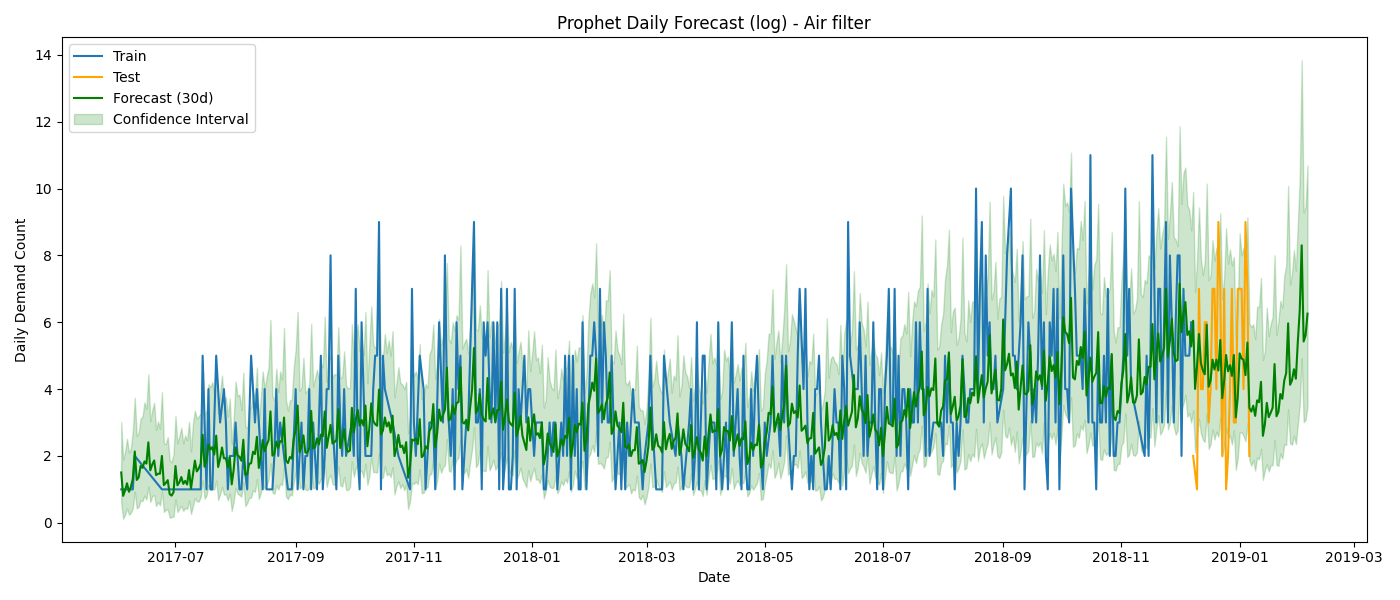 Prophet Daily Forecast (log) - Air filter
Train
Test
Forecast (30d)
Confidence Interval
Daily Demand Count
14
12
10
8
6
4
2
0
2017-07
2017-09
2017-11
2018-01
2018-03
2018-05
2018-07
2018-09
2018-11
2019-01
2019-03
Date